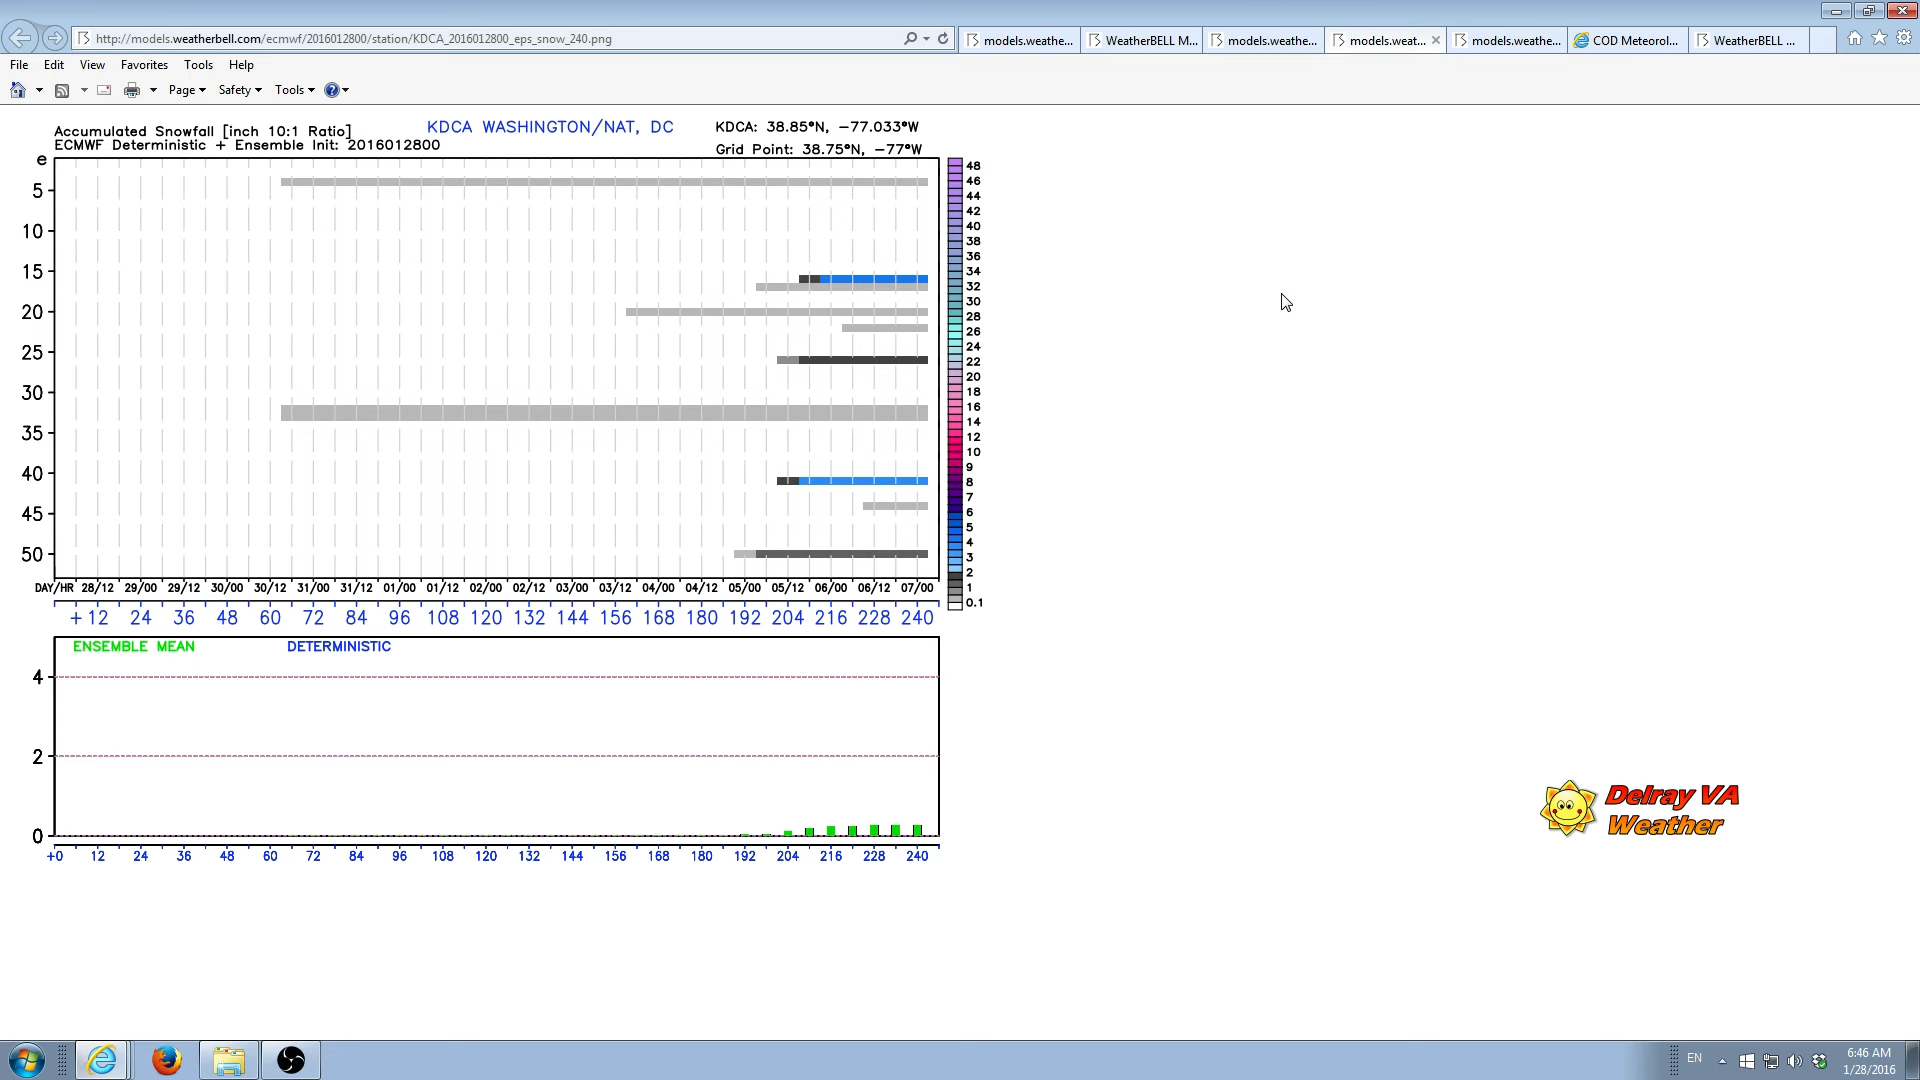 http://models.weatherbell.com/ecmwf/2016012800/station/KDCA_2016012800_eps_snow_240.png
models.weathe...
WeatherBELL M...
models.weathe...
models.weat...
models.weathe...
COD Meteorol...
WeatherBELL ...
File Edit View Favorites Tools Help
Page Safety Tools
Accumulated Snowfall [inch 10:1 Ratio]
ECMWF Deterministic + Ensemble Init: 2016012800
KDCA WASHINGTON/NAT, DC
KDCA: 38.85°N, -77.033°W
Grid Point: 38.75°N, -77°W
e
5
10
15
20
25
30
35
40
45
50
48
46
44
42
40
38
36
34
32
30
28
26
24
22
20
18
16
14
12
10
9
8
7
6
5
4
3
2
1
0.1
DAY/HR 28/12 29/00 29/12 30/00 30/12 31/00 31/12 01/00 01/12 02/00 02/12 03/00 03/12 04/00 04/12 05/00 05/12 06/00 06/12 07/00
+12 24 36 48 60 72 84 96 108 120 132 144 156 168 180 192 204 216 228 240
ENSEMBLE MEAN DETERMINISTIC
4
2
0
+0 12 24 36 48 60 72 84 96 108 120 132 144 156 168 180 192 204 216 228 240
Delray VA
Weather
EN
6:46 AM
1/28/2016